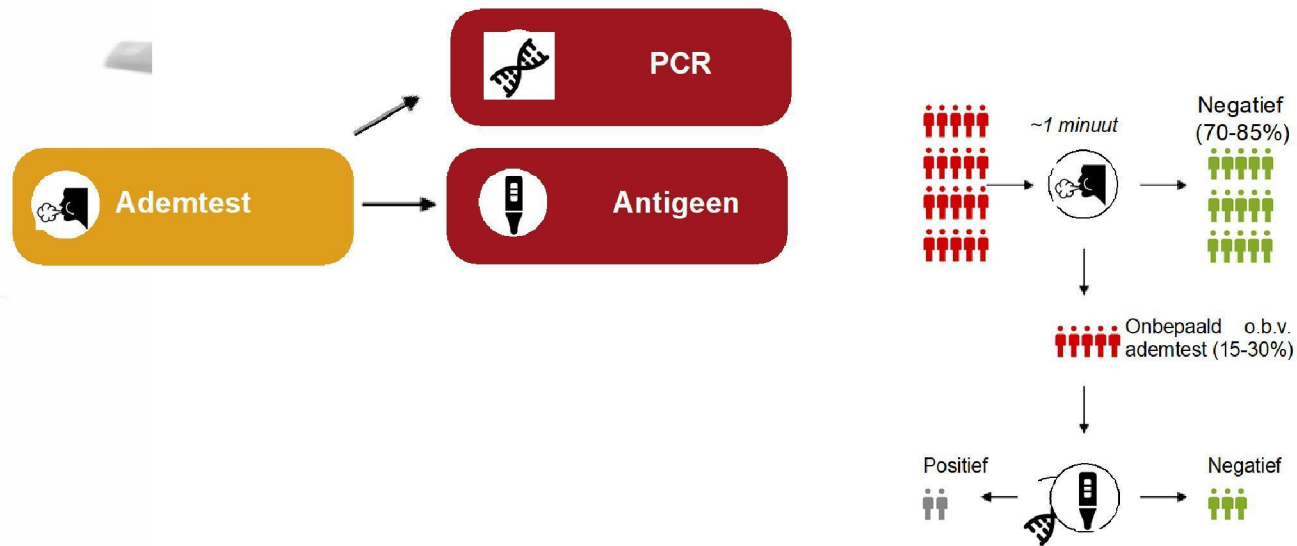 PCR
Ademtest
Antigeen
~1 minuut
Negatief
(70-85%)
Onbepaald o.b.v.
ademtest (15-30%)
Positief
Negatief